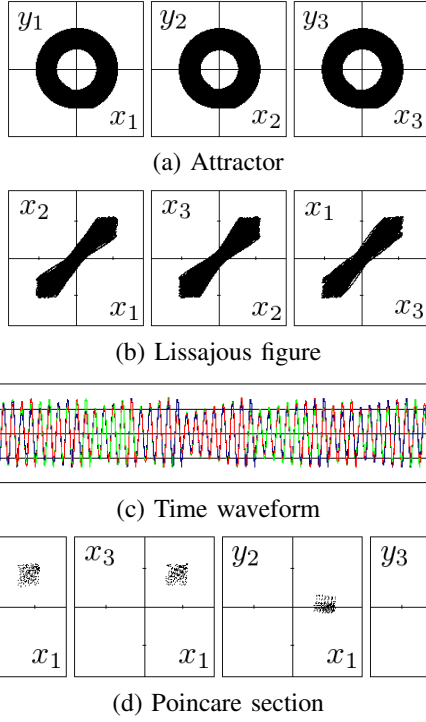 y1 y2 y3
x1 x2 x3
(a) Attractor
x2 x3 x1
x1 x2 x3
(b) Lissajous figure
(c) Time waveform
x3 y2 y3
x1 x1 x1
(d) Poincare section